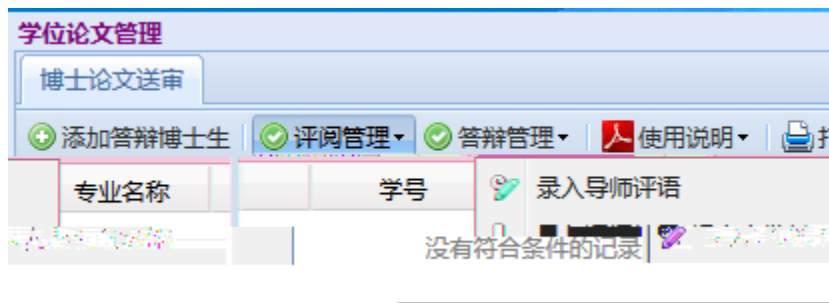 学位论文管理
博士论文送审
添加答辩博士生 评阅管理 答辩管理 使用说明
专业名称 学号 录入导师评语
没有符合条件的记录